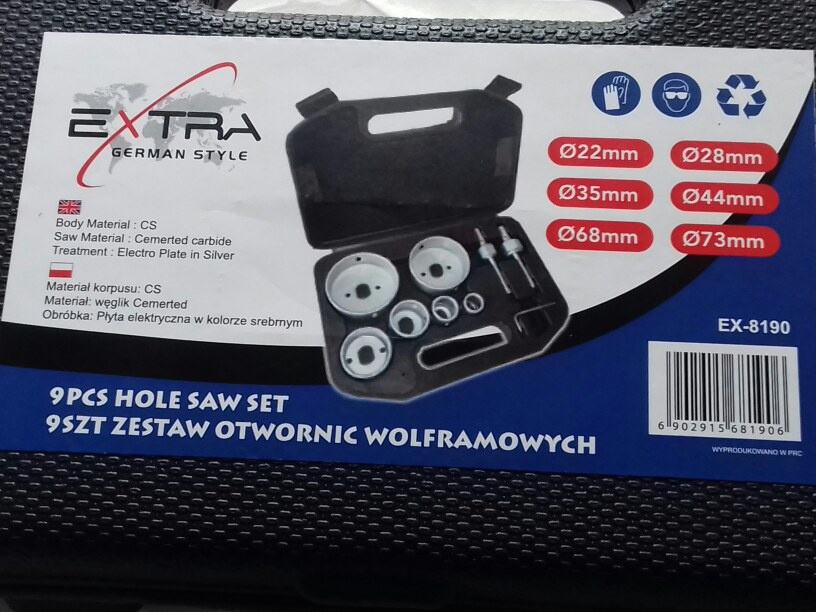 EXTRA
GERMAN STYLE
Body Material : CS
Saw Material : Cemerted carbide
Treatment : Electro Plate in Silver
Materiał korpusu: CS
Materiał: węglik Cemerted
Obróbka: Płyta elektryczna w kolorze srebrnym
Ø22mm Ø28mm
Ø35mm Ø44mm
Ø68mm Ø73mm
EX-8190
9PCS HOLE SAW SET
9SZT ZESTAW OTWORNIC WOLFRAMOWYCH
6 902915 681906
WYPRODUKOWANO W PRC